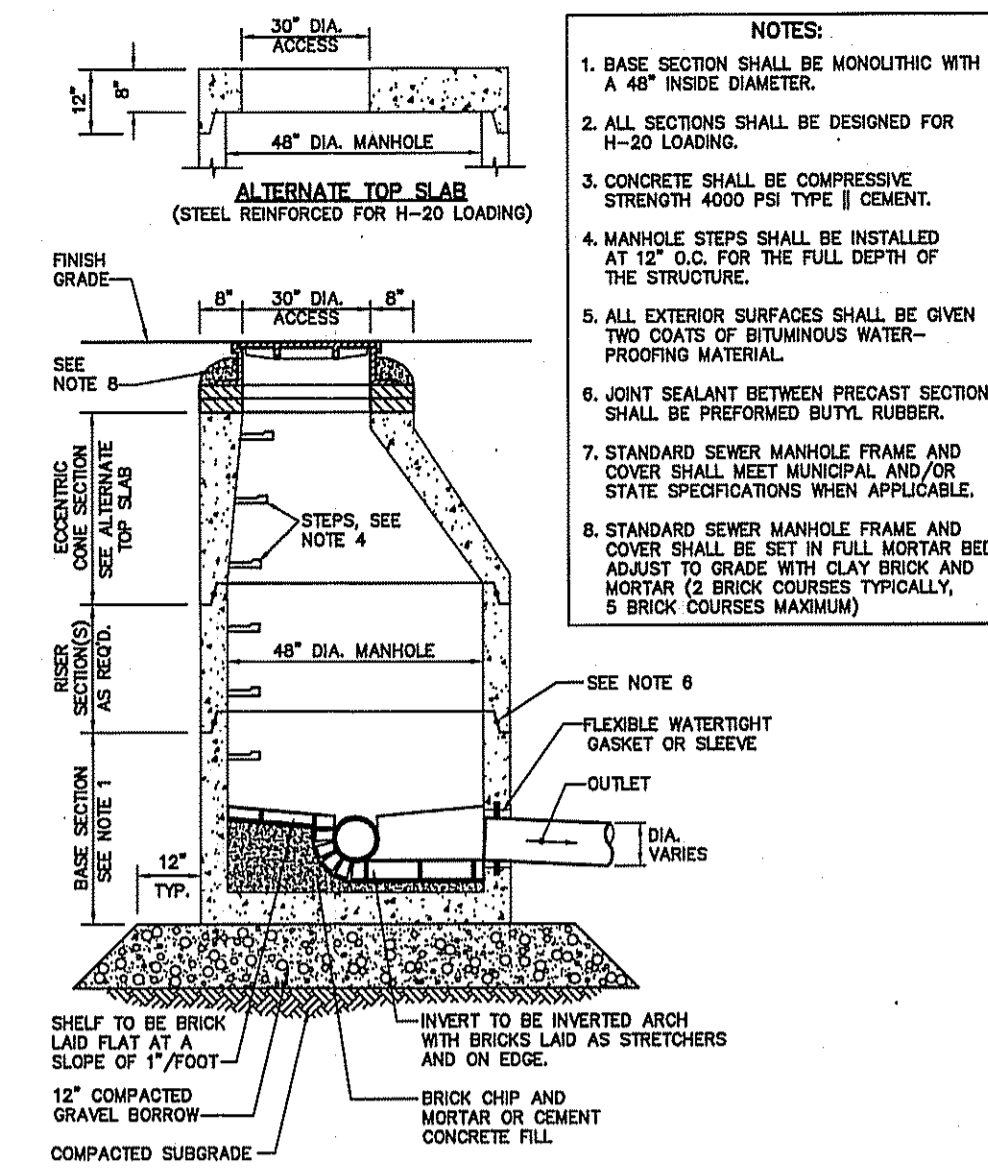 30" DIA.
ACCESS
12"
8"
48" DIA. MANHOLE
ALTERNATE TOP SLAB
(STEEL REINFORCED FOR H-20 LOADING)
FINISH
GRADE
8"
30" DIA.
ACCESS
8"
SEE
NOTE 8
ECCENTRIC
CONE SECTION
SEE ALTERNATE
TOP SLAB
STEPS, SEE
NOTE 4
RISER
SECTION(S)
AS REQ'D.
48" DIA. MANHOLE
SEE NOTE 6
FLEXIBLE WATERTIGHT
GASKET OR SLEEVE
OUTLET
DIA.
VARIES
BASE SECTION
SEE NOTE 1
12"
TYP.
SHELF TO BE BRICK
LAID FLAT AT A
SLOPE OF 1"/FOOT
12" COMPACTED
GRAVEL BORROW
COMPACTED SUBGRADE
INVERT TO BE INVERTED ARCH
WITH BRICKS LAID AS STRETCHERS
AND ON EDGE.
BRICK CHIP AND
MORTAR OR CEMENT
CONCRETE FILL
NOTES:
1. BASE SECTION SHALL BE MONOLITHIC WITH
A 48" INSIDE DIAMETER.
2. ALL SECTIONS SHALL BE DESIGNED FOR
H-20 LOADING.
3. CONCRETE SHALL BE COMPRESSIVE
STRENGTH 4000 PSI TYPE II CEMENT.
4. MANHOLE STEPS SHALL BE INSTALLED
AT 12" O.C. FOR THE FULL DEPTH OF
THE STRUCTURE.
5. ALL EXTERIOR SURFACES SHALL BE GIVEN
TWO COATS OF BITUMINOUS WATER-
PROOFING MATERIAL.
6. JOINT SEALANT BETWEEN PRECAST SECTION
SHALL BE PREFORMED BUTYL RUBBER.
7. STANDARD SEWER MANHOLE FRAME AND
COVER SHALL MEET MUNICIPAL AND/OR
STATE SPECIFICATIONS WHEN APPLICABLE.
8. STANDARD SEWER MANHOLE FRAME AND
COVER SHALL BE SET IN FULL MORTAR BED
ADJUST TO GRADE WITH CLAY BRICK AND
MORTAR (2 BRICK COURSES TYPICALLY,
5 BRICK COURSES MAXIMUM)